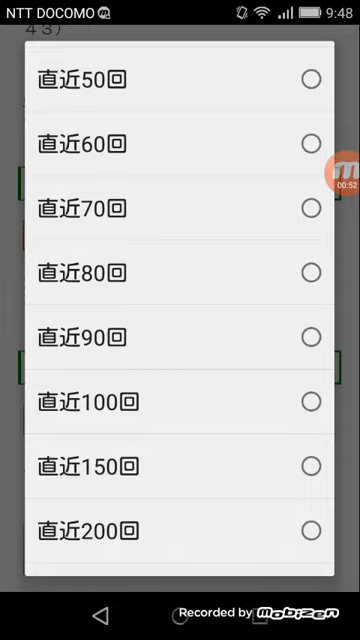 NTT DOCOMO 9:48
43)
直近50回
直近60回
直近70回
00:52
直近80回
直近90回
直近100回
直近150回
直近200回
Recorded by Mobizen